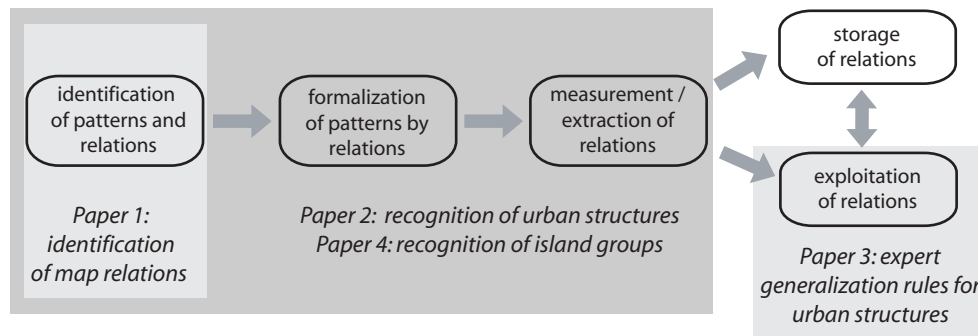 identification
of patterns and
relations
formalization
of patterns by
relations
measurement /
extraction of
relations
storage
of relations
exploitation
of relations
Paper 1:
identification
of map relations
Paper 2: recognition of urban structures
Paper 4: recognition of island groups
Paper 3: expert
generalization rules for
urban structures